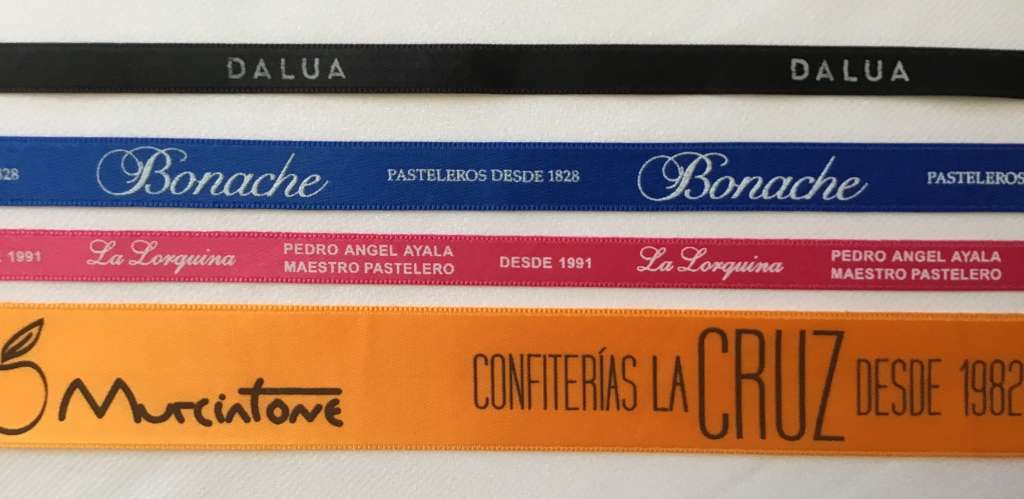 DALUA DALUA
828 Bonache PASTELEROS DESDE 1828 Bonache PASTELEROS
1991 La Lorquina PEDRO ANGEL AYALA DESDE 1991 La Lorquina PEDRO ANGEL AYALA
MAESTRO PASTELERO MAESTRO PASTELERO
Murcintone CONFITERÍAS LA CRUZ DESDE 1982